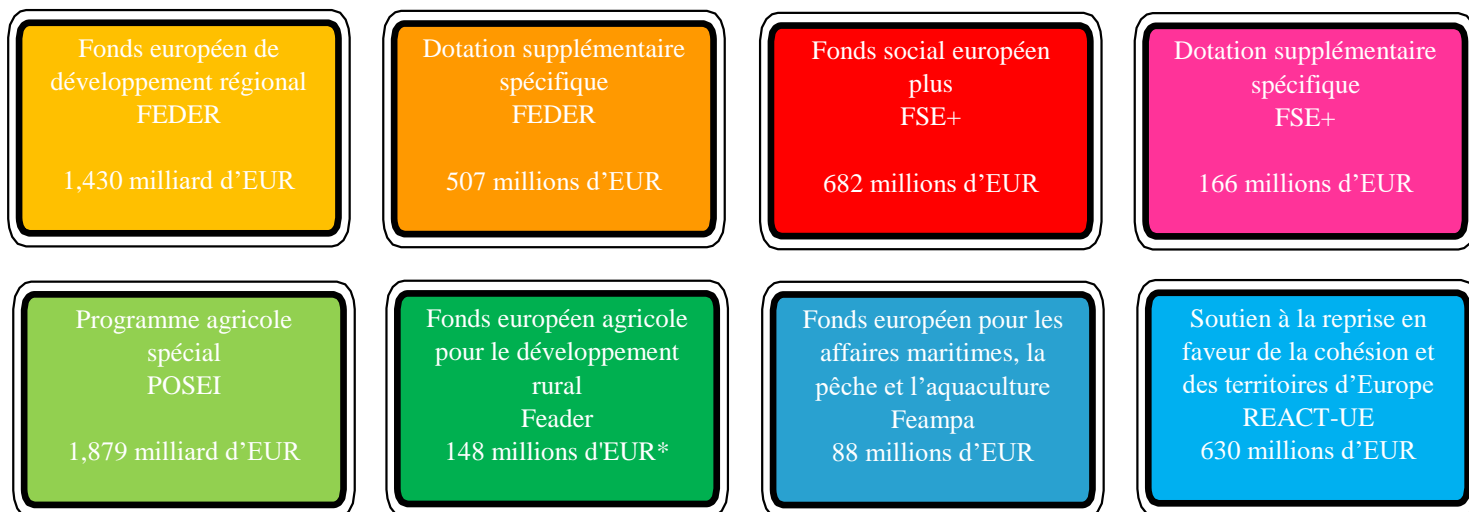 Fonds européen de
développement régional
FEDER
1,430 milliard d’EUR
Dotation supplémentaire
spécifique
FEDER
507 millions d’EUR
Fonds social européen
plus
FSE+
682 millions d’EUR
Dotation supplémentaire
spécifique
FSE+
166 millions d’EUR
Programme agricole
spécial
POSEI
1,879 milliard d’EUR
Fonds européen agricole
pour le développement
rural
Feader
148 millions d'EUR*
Fonds européen pour les
affaires maritimes, la
pêche et l’aquaculture
Feampa
88 millions d’EUR
Soutien à la reprise en
faveur de la cohésion et
des territoires d’Europe
REACT-UE
630 millions d’EUR